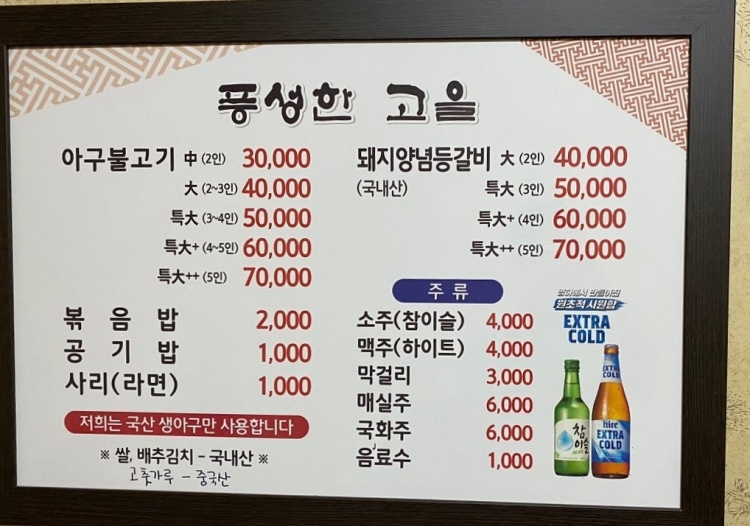 풍성한 고을
아구불고기 中 (2인) 30,000
大 (2~3인) 40,000
특大 (3~4인) 50,000
특大+ (4~5인) 60,000
특大++ (5인) 70,000
볶음밥 2,000
공기밥 1,000
사리(라면) 1,000
저희는 국산 생아구만 사용합니다
※ 쌀, 배추김치 - 국내산 ※
고춧가루 - 중국산
돼지양념등갈비 大 (2인) 40,000
(국내산) 특大 (3인) 50,000
특大+ (4인) 60,000
특大++ (5인) 70,000
주류
소주(참이슬) 4,000
맥주(하이트) 4,000
막걸리 3,000
매실주 6,000
국화주 6,000
음료수 1,000
원초적 시원함
EXTRA
COLD
참이슬
EXTRA
COLD
hite
EXTRA
COLD